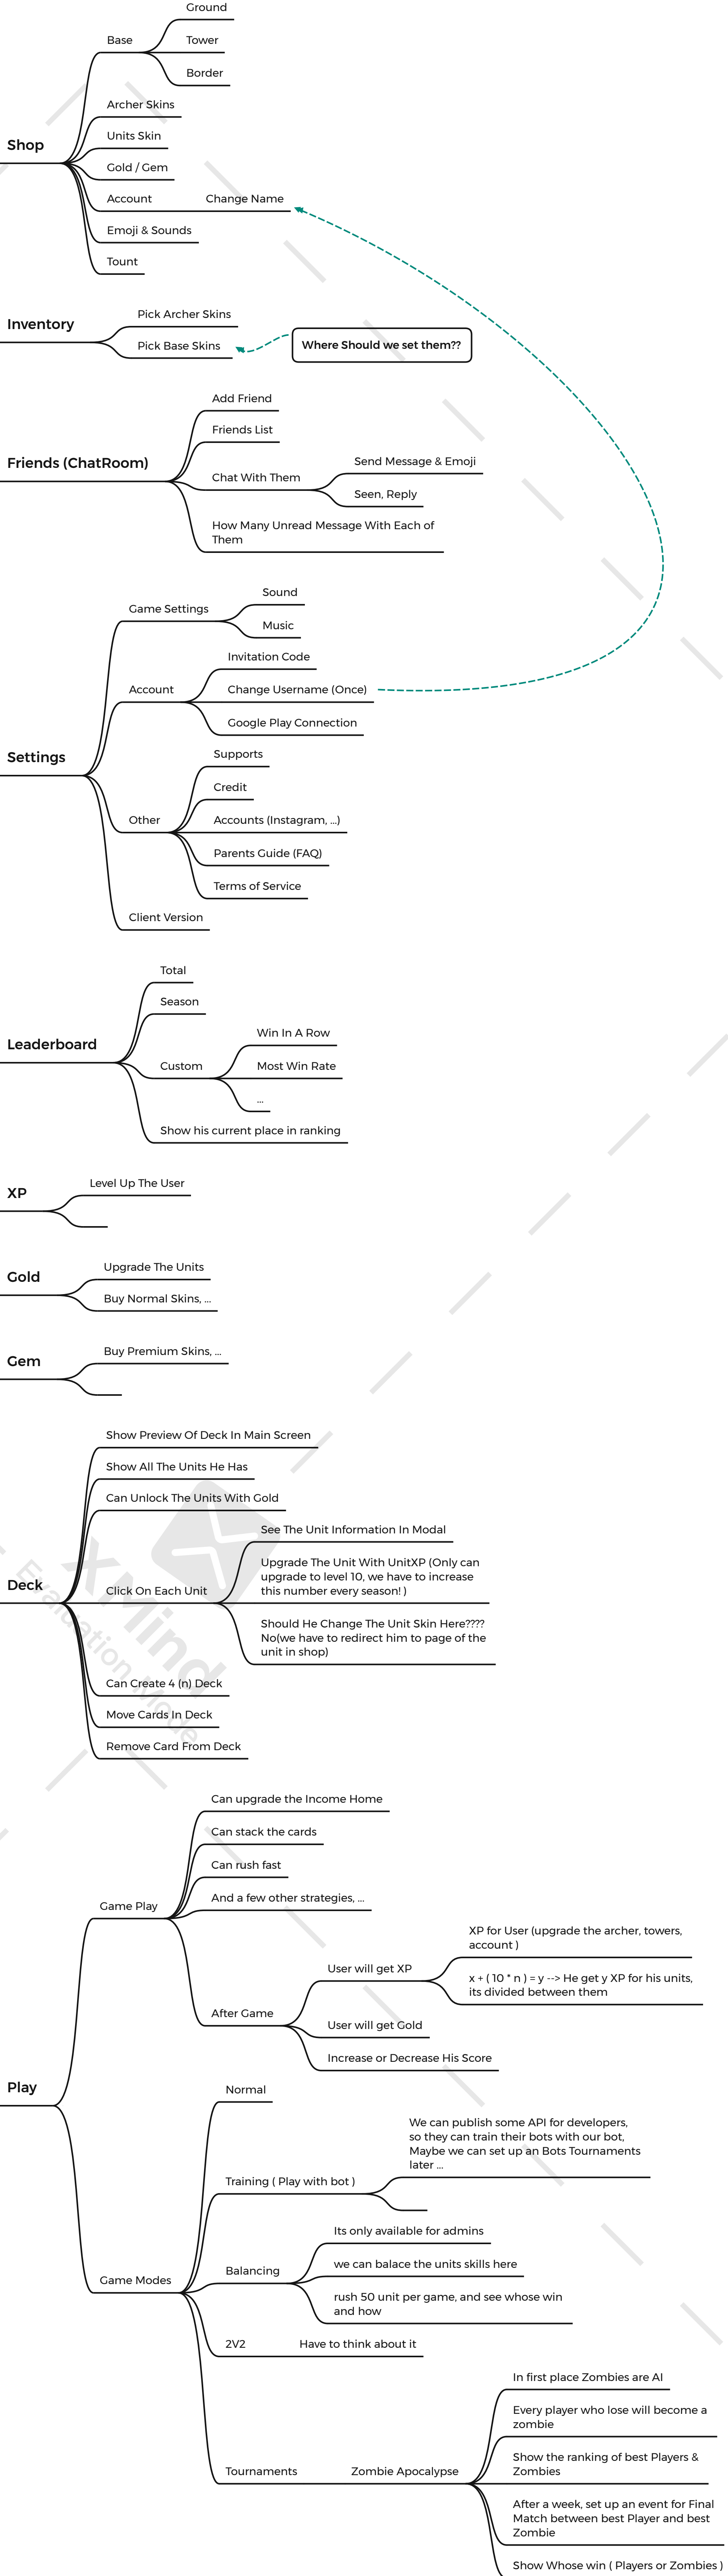 Shop
Base
Ground
Tower
Border
Archer Skins
Units Skin
Gold / Gem
Account
Change Name
Emoji & Sounds
Tount
Inventory
Pick Archer Skins
Pick Base Skins
Where Should we set them??
Friends (ChatRoom)
Add Friend
Friends List
Chat With Them
Send Message & Emoji
Seen, Reply
How Many Unread Message With Each of
Them
Settings
Game Settings
Sound
Music
Account
Invitation Code
Change Username (Once)
Google Play Connection
Other
Supports
Credit
Accounts (Instagram, ...)
Parents Guide (FAQ)
Terms of Service
Client Version
Leaderboard
Total
Season
Custom
Win In A Row
Most Win Rate
...
Show his current place in ranking
XP
Level Up The User
Gold
Upgrade The Units
Buy Normal Skins, ...
Gem
Buy Premium Skins, ...
Deck
Show Preview Of Deck In Main Screen
Show All The Units He Has
Can Unlock The Units With Gold
Click On Each Unit
See The Unit Information In Modal
Upgrade The Unit With UnitXP (Only can
upgrade to level 10, we have to increase
this number every season! )
Should He Change The Unit Skin Here????
No(we have to redirect him to page of the
unit in shop)
Can Create 4 (n) Deck
Move Cards In Deck
Remove Card From Deck
XMind
Evaluation Mode
Play
Game Play
Can upgrade the Income Home
Can stack the cards
Can rush fast
And a few other strategies, ...
After Game
User will get XP
XP for User (upgrade the archer, towers,
account )
x + ( 10 * n ) = y --> He get y XP for his units,
its divided between them
User will get Gold
Increase or Decrease His Score
Game Modes
Normal
Training ( Play with bot )
We can publish some API for developers,
so they can train their bots with our bot,
Maybe we can set up an Bots Tournaments
later ...
Balancing
Its only available for admins
we can balace the units skills here
rush 50 unit per game, and see whose win
and how
2V2
Have to think about it
Tournaments
Zombie Apocalypse
In first place Zombies are AI
Every player who lose will become a
zombie
Show the ranking of best Players &
Zombies
After a week, set up an event for Final
Match between best Player and best
Zombie
Show Whose win ( Players or Zombies )